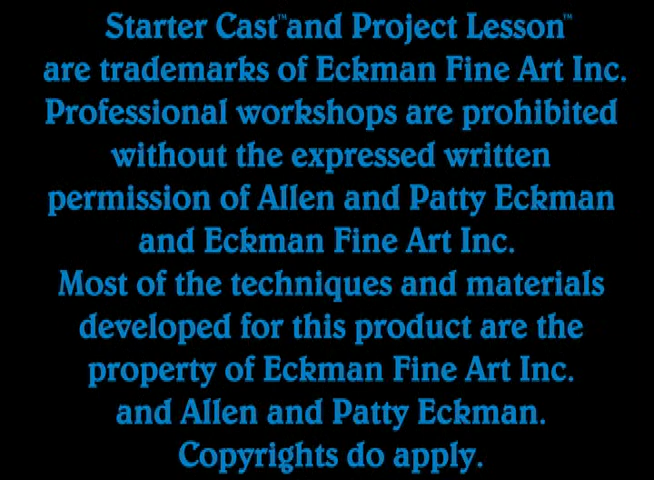 Starter Cast™and Project Lesson™
are trademarks of Eckman Fine Art Inc.
Professional workshops are prohibited
without the expressed written
permission of Allen and Patty Eckman
and Eckman Fine Art Inc.
Most of the techniques and materials
developed for this product are the
property of Eckman Fine Art Inc.
and Allen and Patty Eckman.
Copyrights do apply.